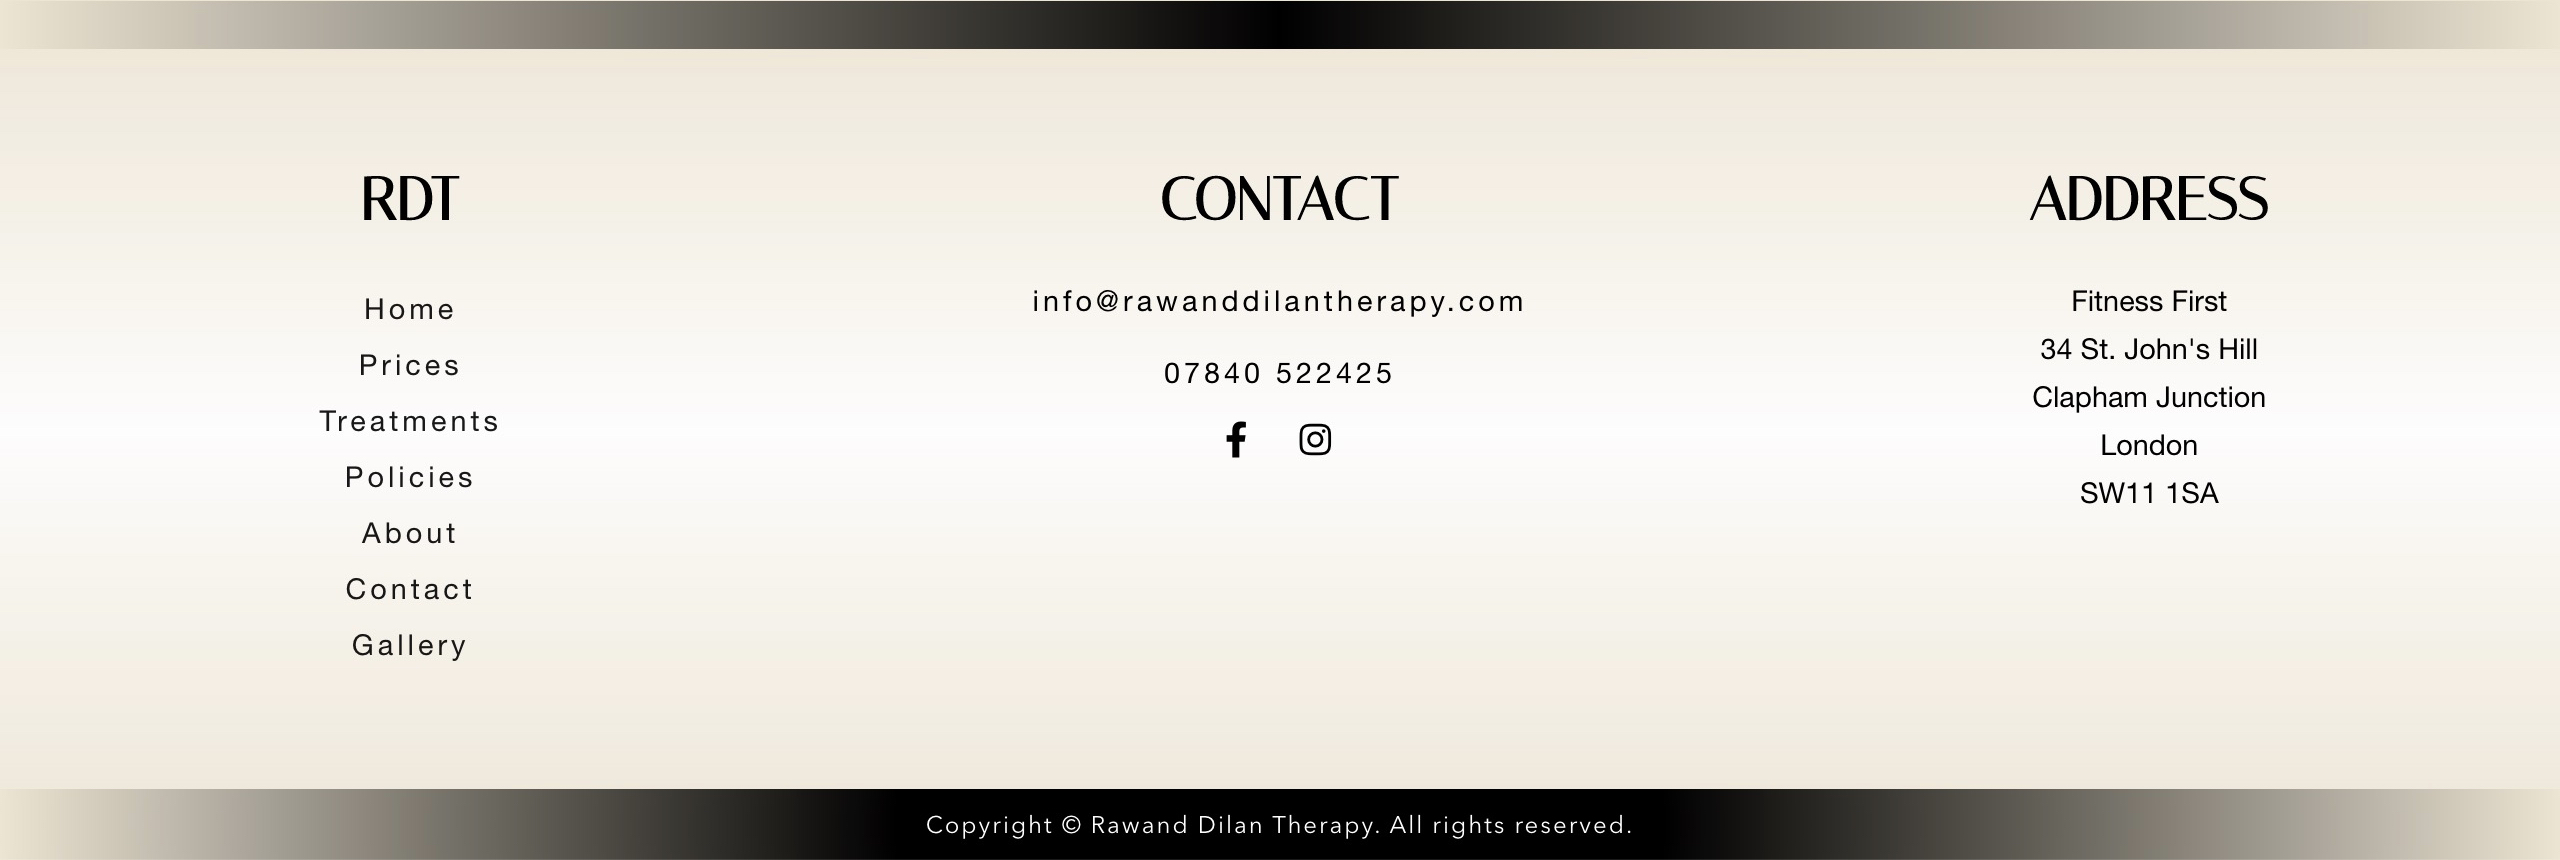 RDT
Home
Prices
Treatments
Policies
About
Contact
Gallery
CONTACT
info@rawanddilantherapy.com
07840 522425
ADDRESS
Fitness First
34 St. John's Hill
Clapham Junction
London
SW11 1SA
Copyright © Rawand Dilan Therapy. All rights reserved.